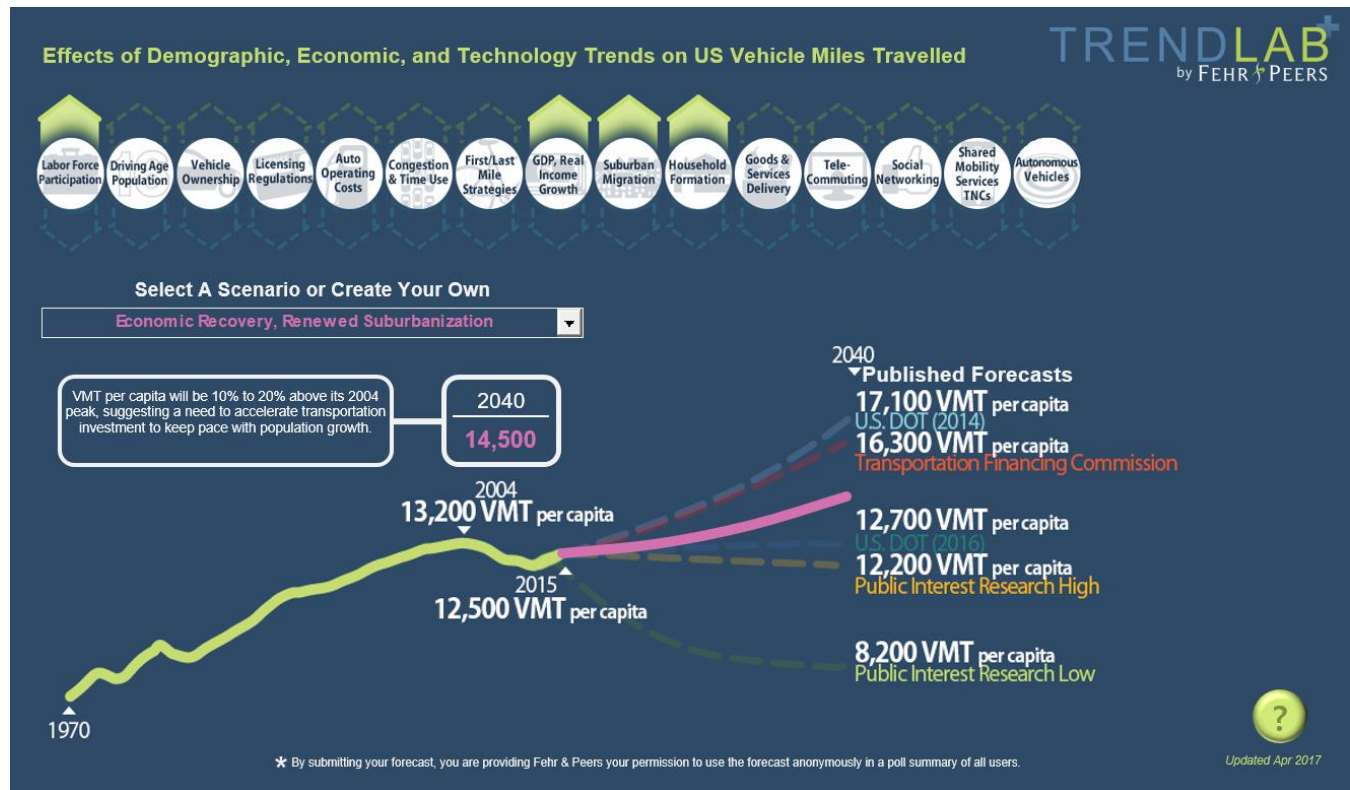 TRENDLAB+
by FEHR & PEERS
Effects of Demographic, Economic, and Technology Trends on US Vehicle Miles Travelled
Labor Force
Participation
Driving Age
Population
Vehicle
Ownership
Licensing
Regulations
Auto
Operating
Costs
Congestion
& Time Use
First/Last
Mile
Strategies
GDP, Real
Income
Growth
Suburban
Migration
Household
Formation
Goods &
Services
Delivery
Tele-
Commuting
Social
Networking
Shared
Mobility
Services
TNCs
Autonomous
Vehicles
Select A Scenario or Create Your Own
Economic Recovery, Renewed Suburbanization
VMT per capita will be 10% to 20% above its 2004
peak, suggesting a need to accelerate transportation
investment to keep pace with population growth.
2040
14,500
2040
Published Forecasts
17,100 VMT per capita
U.S. DOT (2014)
16,300 VMT per capita
Transportation Financing Commission
2004
13,200 VMT per capita
12,700 VMT per capita
U.S. DOT (2016)
12,200 VMT per capita
Public Interest Research High
2015
12,500 VMT per capita
8,200 VMT per capita
Public Interest Research Low
1970
?
* By submitting your forecast, you are providing Fehr & Peers your permission to use the forecast anonymously in a poll summary of all users.
Updated Apr 2017